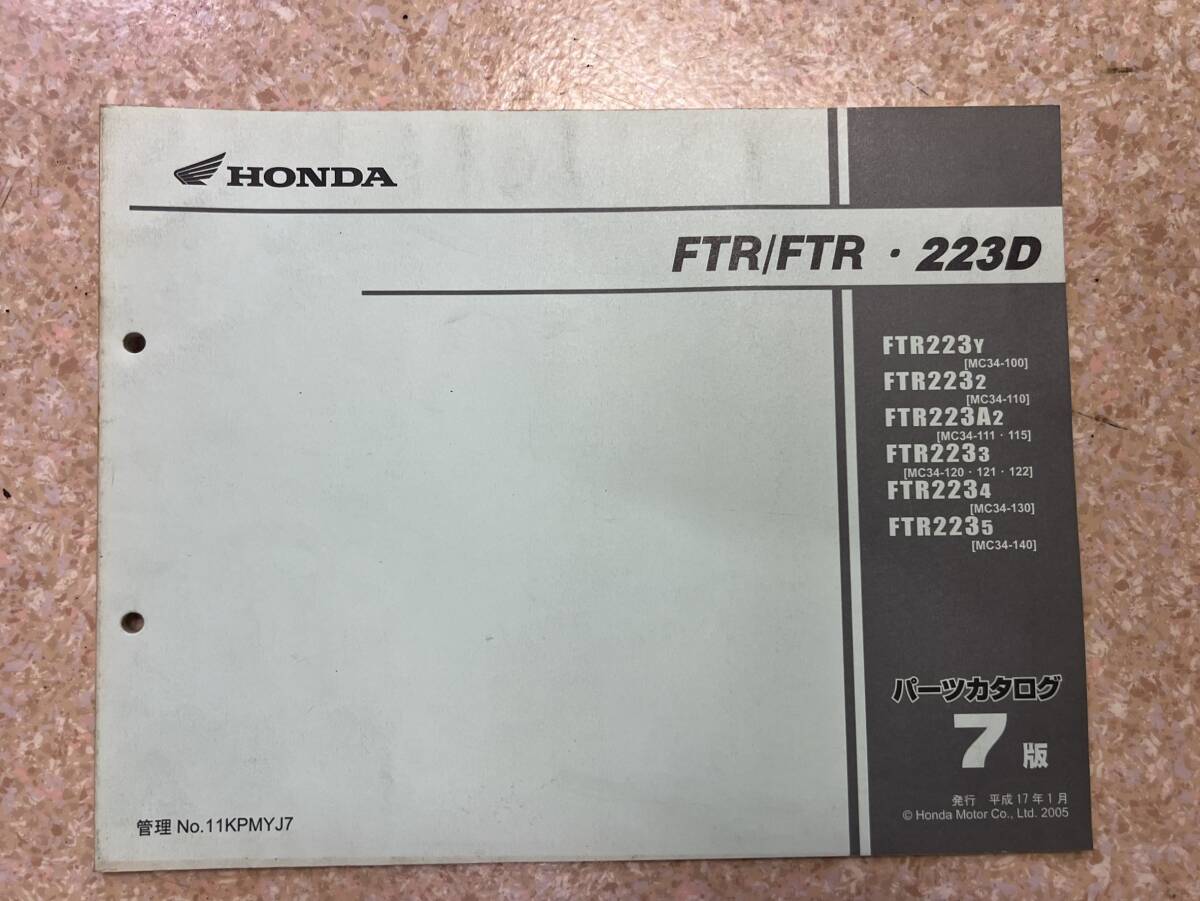 HONDA
FTR/FTR・223D
FTR223Y
[MC34-100]
FTR2232
[MC34-110]
FTR223A2
[MC34-111・115]
FTR2233
[MC34-120・121・122]
FTR2234
[MC34-130]
FTR2235
[MC34-140]
パーツカタログ
7版
発行 平成17年1月
© Honda Motor Co., Ltd. 2005
管理 No.11KPMYJ7